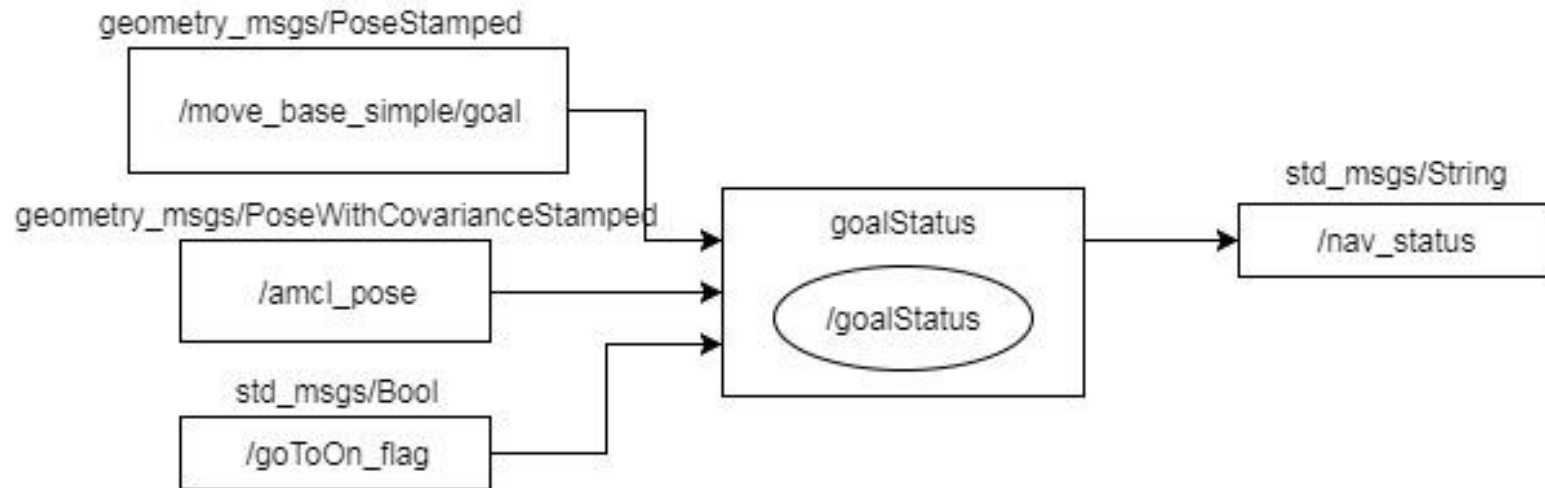 geometry_msgs/PoseStamped
/move_base_simple/goal
geometry_msgs/PoseWithCovarianceStamped
/amcl_pose
std_msgs/Bool
/goToOn_flag
goalStatus
/goalStatus
std_msgs/String
/nav_status